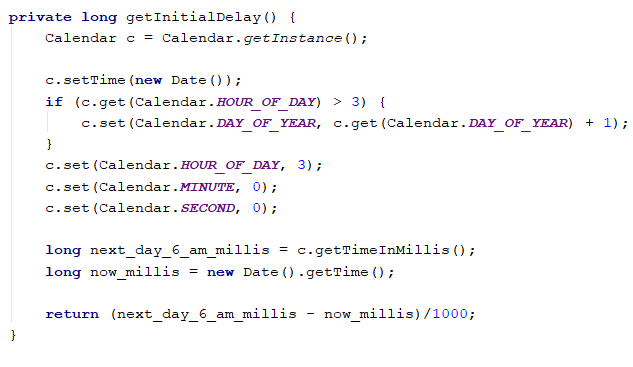 private long getInitialDelay() {
    Calendar c = Calendar.getInstance();

    c.setTime(new Date());
    if (c.get(Calendar.HOUR_OF_DAY) > 3) {
        c.set(Calendar.DAY_OF_YEAR, c.get(Calendar.DAY_OF_YEAR) + 1);
    }
    c.set(Calendar.HOUR_OF_DAY, 3);
    c.set(Calendar.MINUTE, 0);
    c.set(Calendar.SECOND, 0);

    long next_day_6_am_millis = c.getTimeInMillis();
    long now_millis = new Date().getTime();

    return (next_day_6_am_millis - now_millis)/1000;
}